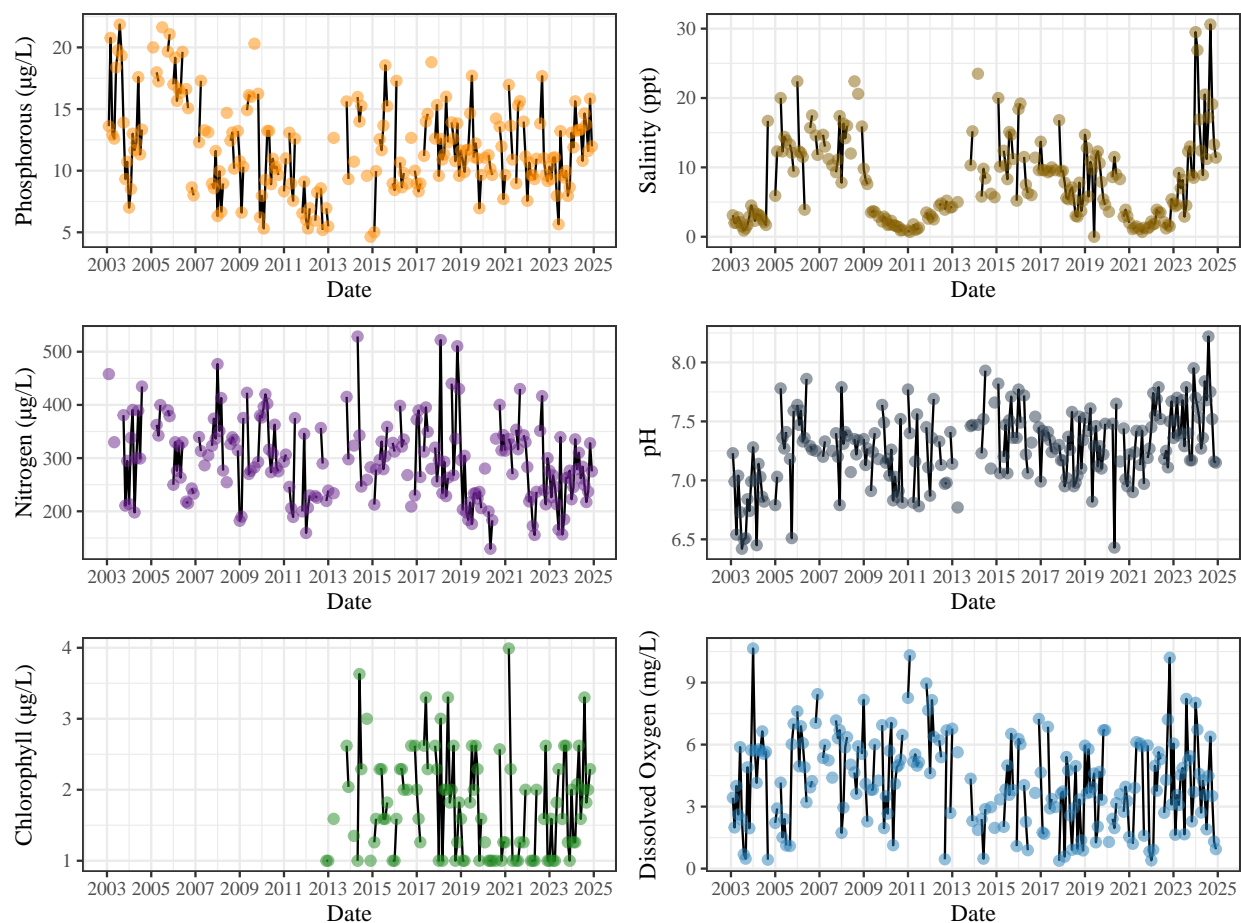 Phosphorous (μg/L)
20
15
10
5
2003 2005 2007 2009 2011 2013 2015 2017 2019 2021 2023 2025
Date
Salinity (ppt)
30
20
10
0
2003 2005 2007 2009 2011 2013 2015 2017 2019 2021 2023 2025
Date
Nitrogen (μg/L)
500
400
300
200
2003 2005 2007 2009 2011 2013 2015 2017 2019 2021 2023 2025
Date
pH
8.0
7.5
7.0
6.5
2003 2005 2007 2009 2011 2013 2015 2017 2019 2021 2023 2025
Date
Chlorophyll (μg/L)
4
3
2
1
2003 2005 2007 2009 2011 2013 2015 2017 2019 2021 2023 2025
Date
Dissolved Oxygen (mg/L)
9
6
3
0
2003 2005 2007 2009 2011 2013 2015 2017 2019 2021 2023 2025
Date